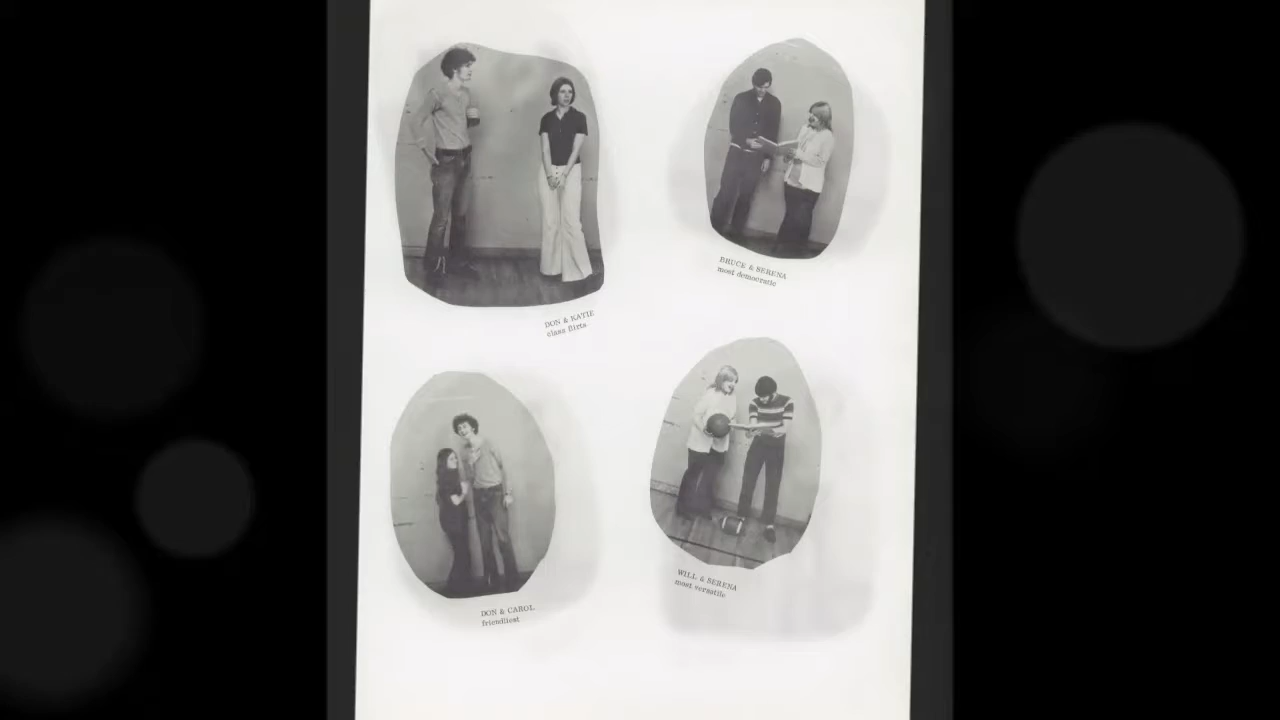 DON & KATIE
class flirts
BRUCE & SERENA
most democratic
DON & CAROL
friendliest
WILL & SERENA
most versatile